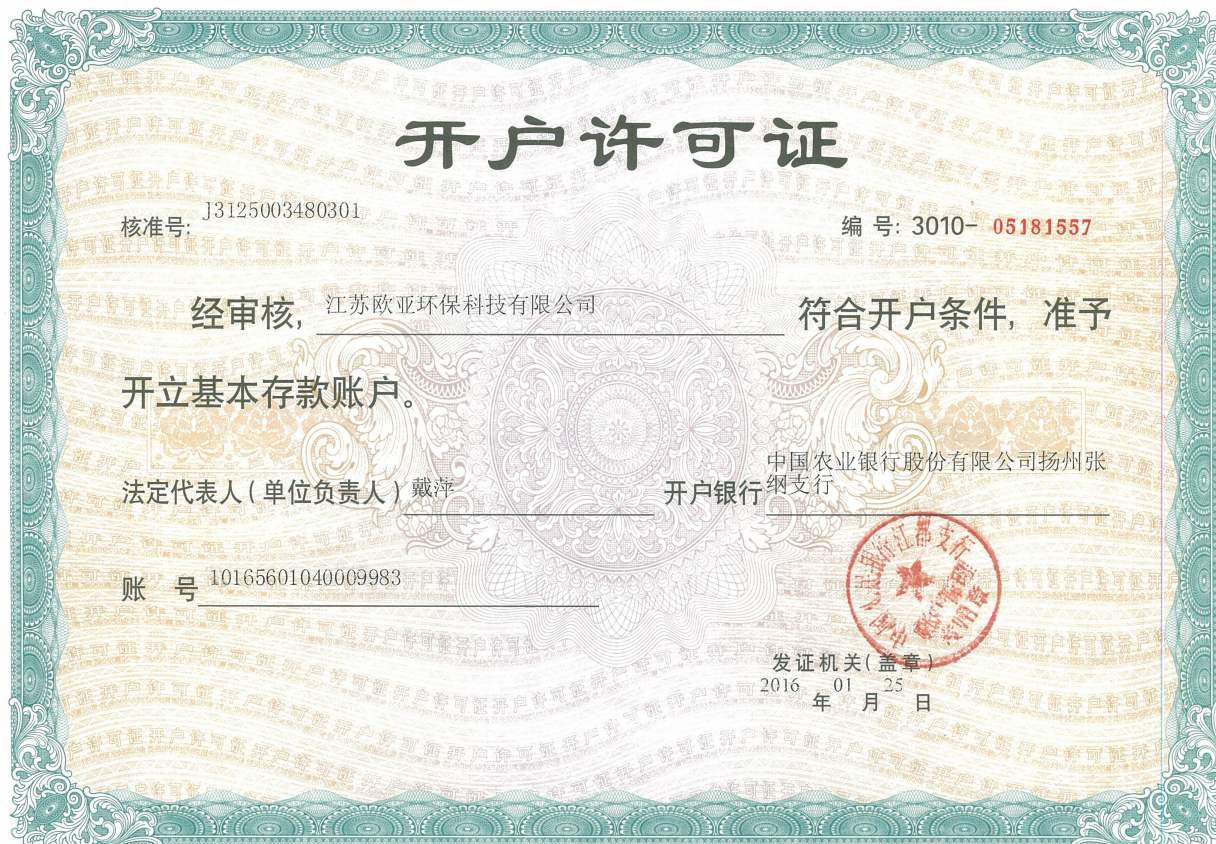 开户许可证
核准号: J3125003480301
编 号: 3010- 05181557
经审核, 江苏欧亚环保科技有限公司 符合开户条件, 准予
开立基本存款账户。
法定代表人(单位负责人) 戴萍
开户银行 中国农业银行股份有限公司扬州张
纲支行
账 号 10165601040009983
发证机关(盖章)
2016 年 01 月 25 日